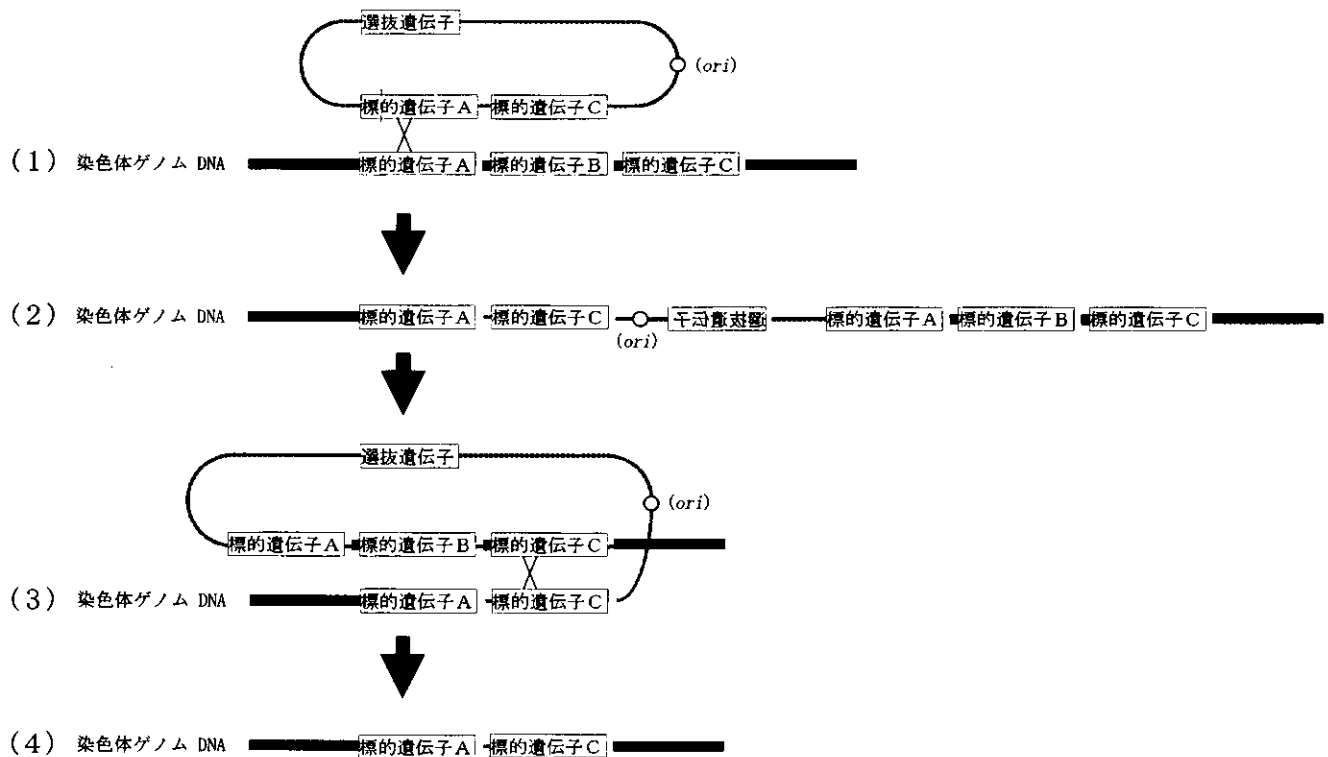 選抜遺伝子
(ori)
標的遺伝子A 標的遺伝子C
(1) 染色体ゲノム DNA 標的遺伝子A 標的遺伝子B 標的遺伝子C
(2) 染色体ゲノム DNA 標的遺伝子A 標的遺伝子C 標的遺伝子A 標的遺伝子B 標的遺伝子C
(ori)
選抜遺伝子
(ori)
標的遺伝子A 標的遺伝子B 標的遺伝子C
(3) 染色体ゲノム DNA 標的遺伝子A 標的遺伝子C
(4) 染色体ゲノム DNA 標的遺伝子A 標的遺伝子C